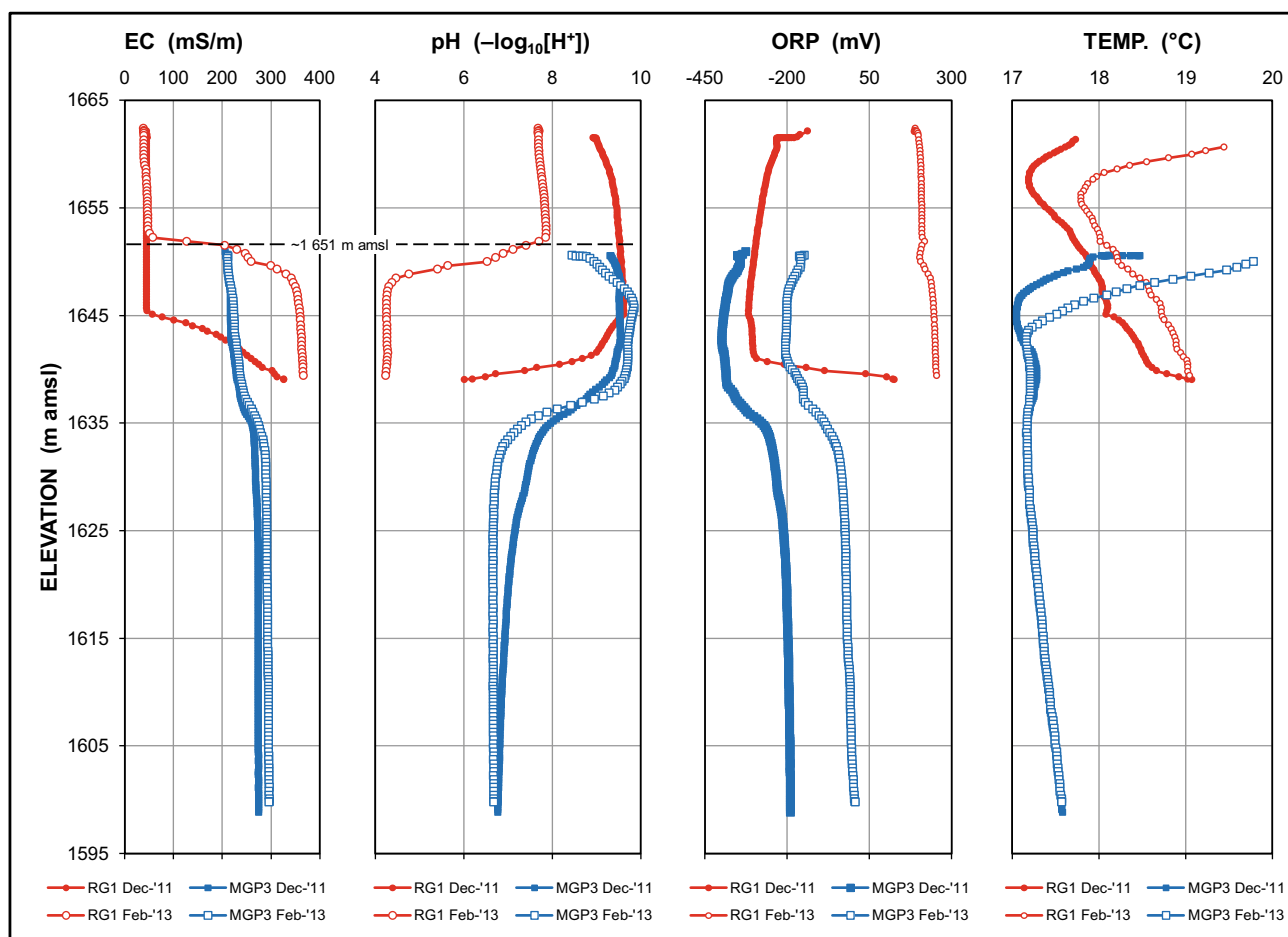 EC (mS/m) pH (–log10[H+]) ORP (mV) TEMP. (°C)
0 100 200 300 400 4 6 8 10 -450 -200 50 300 17 18 19 20
1665
1655
~1 651 m amsl
1645
1635
1625
1615
1605
1595
ELEVATION (m amsl)
RG1 Dec-'11 MGP3 Dec-'11 RG1 Dec-'11 MGP3 Dec-'11 RG1 Dec-'11 MGP3 Dec-'11 RG1 Dec-'11 MGP3 Dec-'11
RG1 Feb-'13 MGP3 Feb-'13 RG1 Feb-'13 MGP3 Feb-'13 RG1 Feb-'13 MGP3 Feb-'13 RG1 Feb-'13 MGP3 Feb-'13